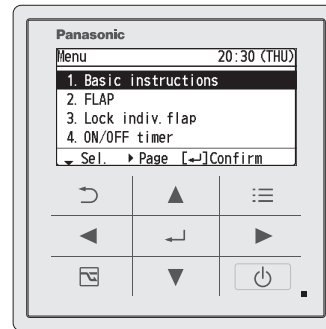 Panasonic
Menu 20:30 (THU)
1. Basic instructions
2. FLAP
3. Lock indiv. flap
4. ON/OFF timer
Sel. ▸ Page [↵]Confirm